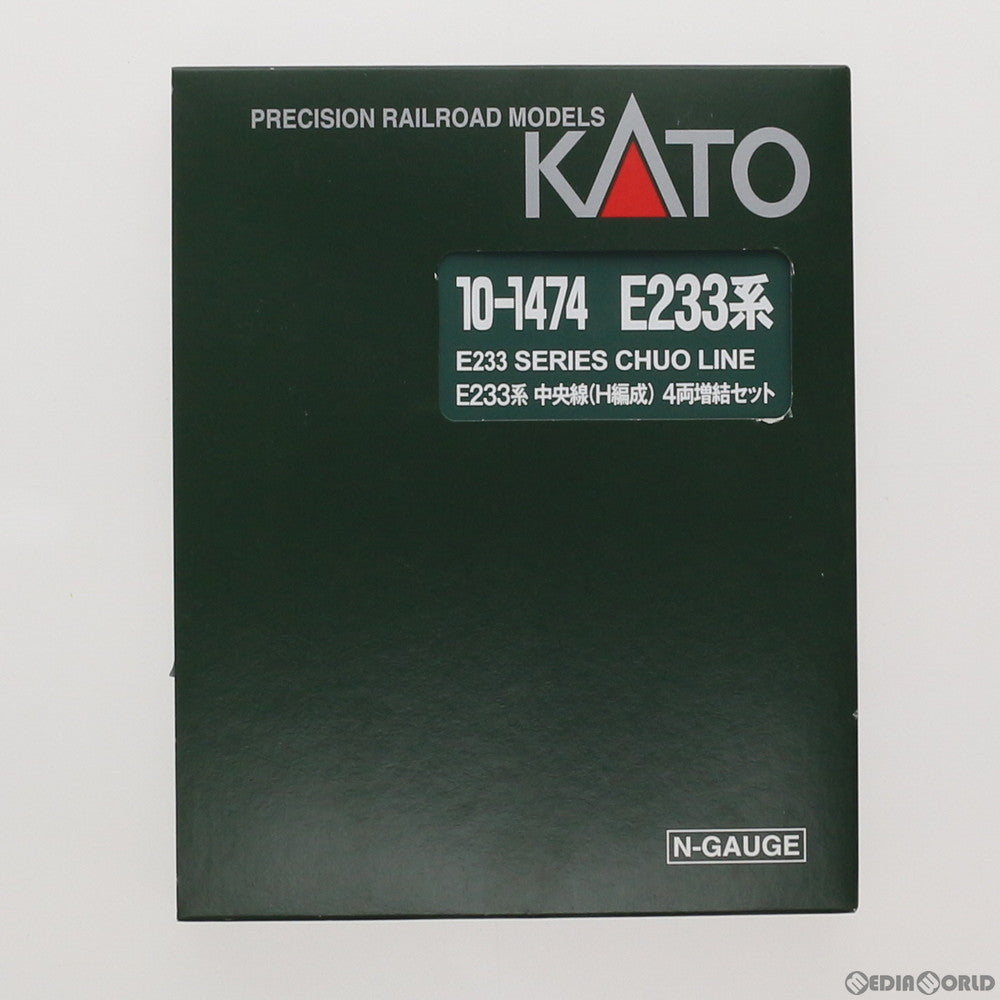 PRECISION RAILROAD MODELS
KATO
10-1474 E233系
E233 SERIES CHUO LINE
E233系 中央線(H編成) 4両増結セット
N-GAUGE
MEDIAWORLD